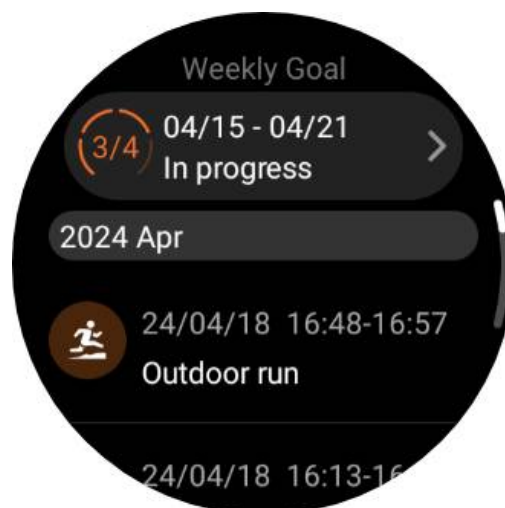 Weekly Goal
3/4
04/15 - 04/21
In progress
2024 Apr
24/04/18 16:48-16:57
Outdoor run
24/04/18 16:13-16